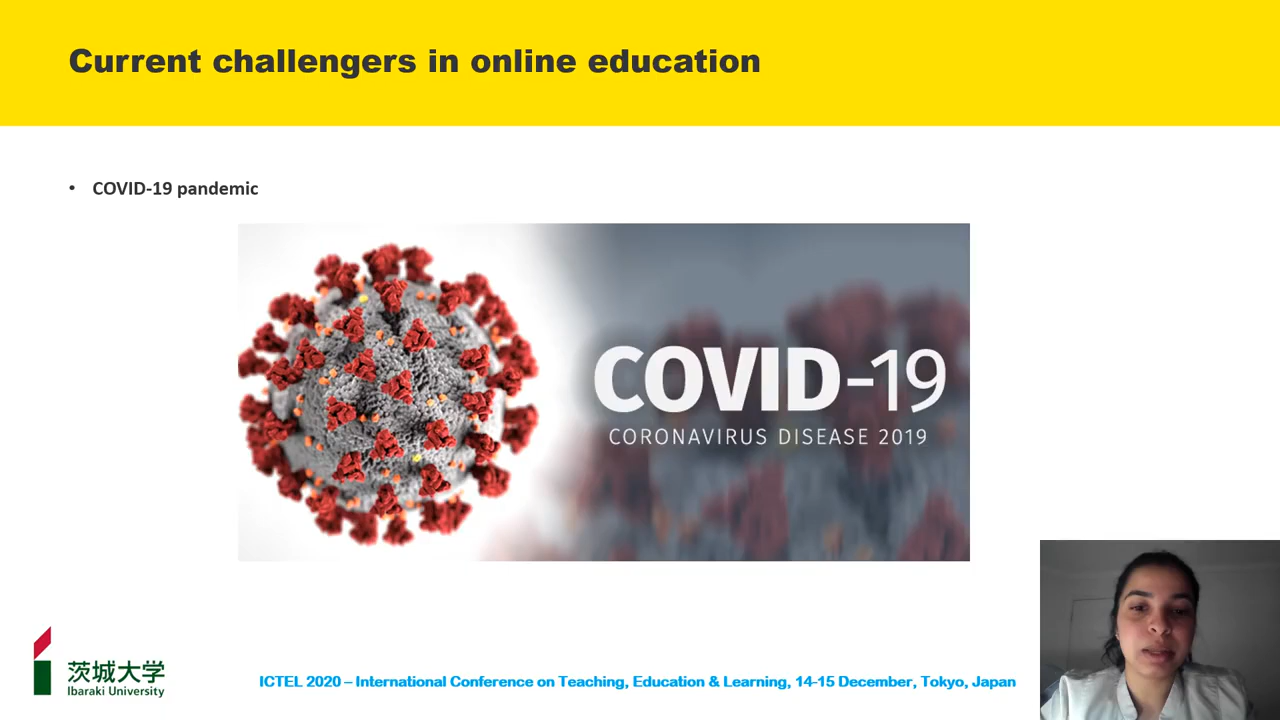 Current challengers in online education
• COVID-19 pandemic
COVID-19
CORONAVIRUS DISEASE 2019
茨城大学
Ibaraki University
ICTEL 2020 – International Conference on Teaching, Education & Learning, 14-15 December, Tokyo, Japan